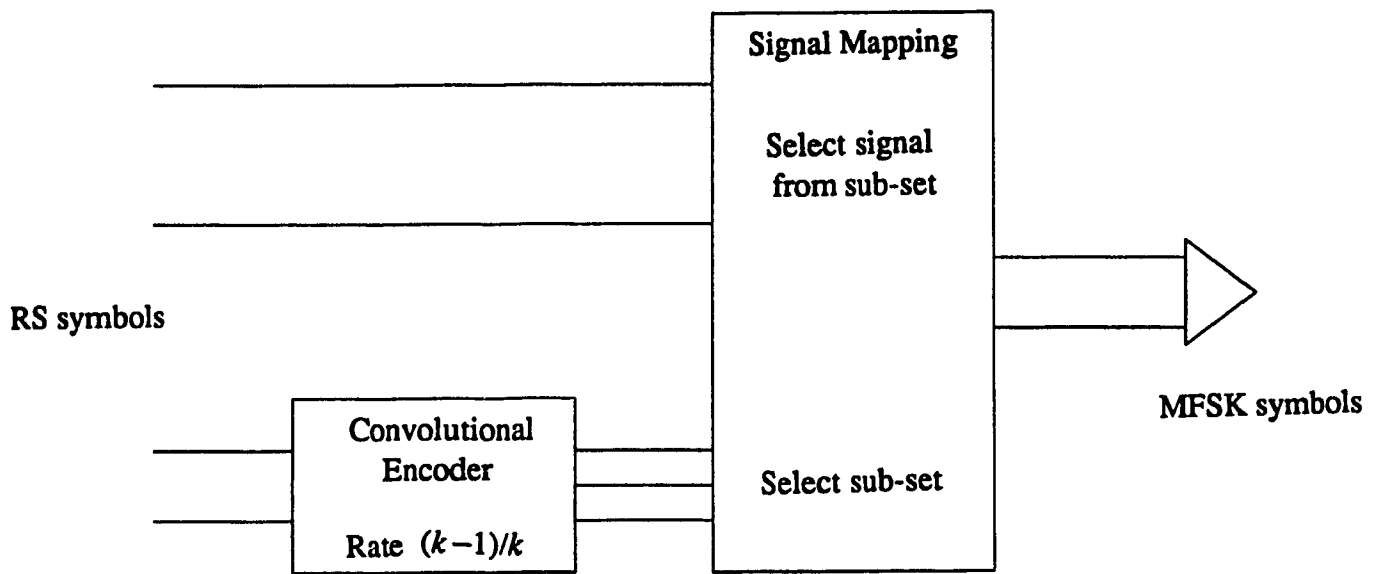 Signal Mapping
Select signal
from sub-set
RS symbols
MFSK symbols
Convolutional
Encoder
Select sub-set
Rate (k−1)/k